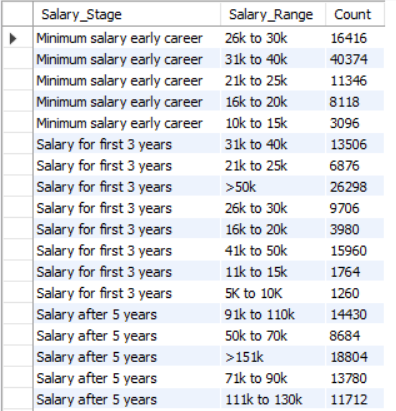 Salary_Stage Salary_Range Count
Minimum salary early career 26k to 30k 16416
Minimum salary early career 31k to 40k 40374
Minimum salary early career 21k to 25k 11346
Minimum salary early career 16k to 20k 8118
Minimum salary early career 10k to 15k 3096
Salary for first 3 years 31k to 40k 13506
Salary for first 3 years 21k to 25k 6876
Salary for first 3 years >50k 26298
Salary for first 3 years 26k to 30k 9706
Salary for first 3 years 16k to 20k 3980
Salary for first 3 years 41k to 50k 15960
Salary for first 3 years 11k to 15k 1764
Salary for first 3 years 5K to 10K 1260
Salary after 5 years 91k to 110k 14430
Salary after 5 years 50k to 70k 8684
Salary after 5 years >151k 18804
Salary after 5 years 71k to 90k 13780
Salary after 5 years 111k to 130k 11712